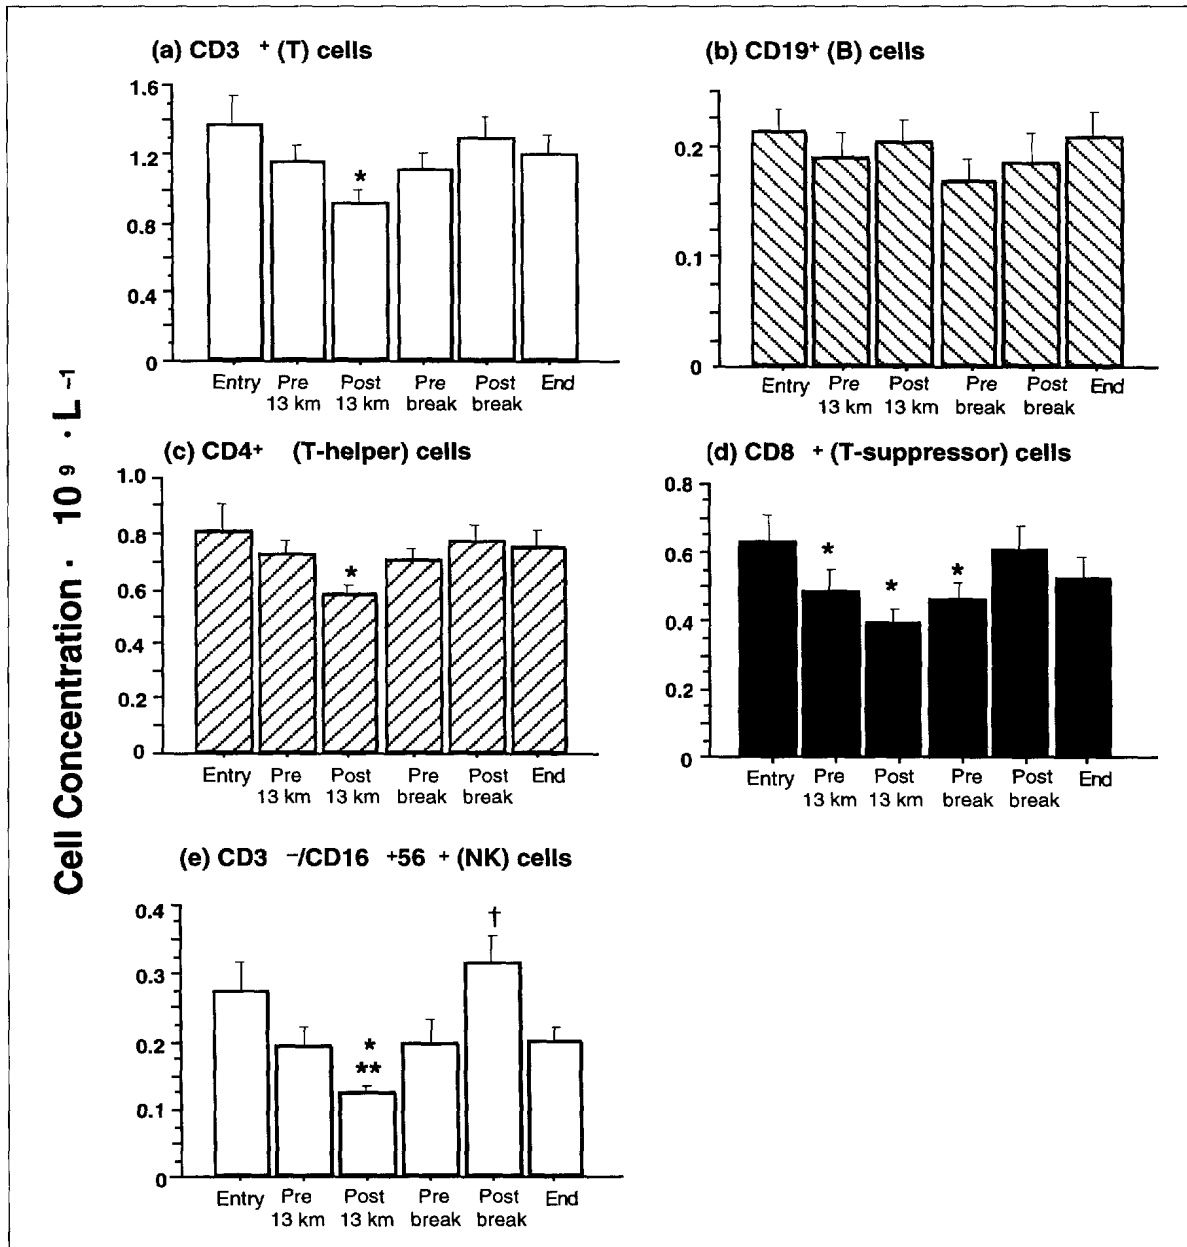 Cell Concentration · 10⁹ · L⁻¹
(a) CD3 + (T) cells
1.6
1.2
0.8
0.4
0
Entry Pre 13 km Post 13 km Pre break Post break End
*
(b) CD19+ (B) cells
0.2
0.1
0
Entry Pre 13 km Post 13 km Pre break Post break End
(c) CD4+ (T-helper) cells
1.0
0.8
0.6
0.4
0.2
0
Entry Pre 13 km Post 13 km Pre break Post break End
*
(d) CD8 + (T-suppressor) cells
0.8
0.6
0.4
0.2
0
Entry Pre 13 km Post 13 km Pre break Post break End
* * *
(e) CD3 −/CD16 +56 + (NK) cells
0.4
0.3
0.2
0.1
0
Entry Pre 13 km Post 13 km Pre break Post break End
*
**
†